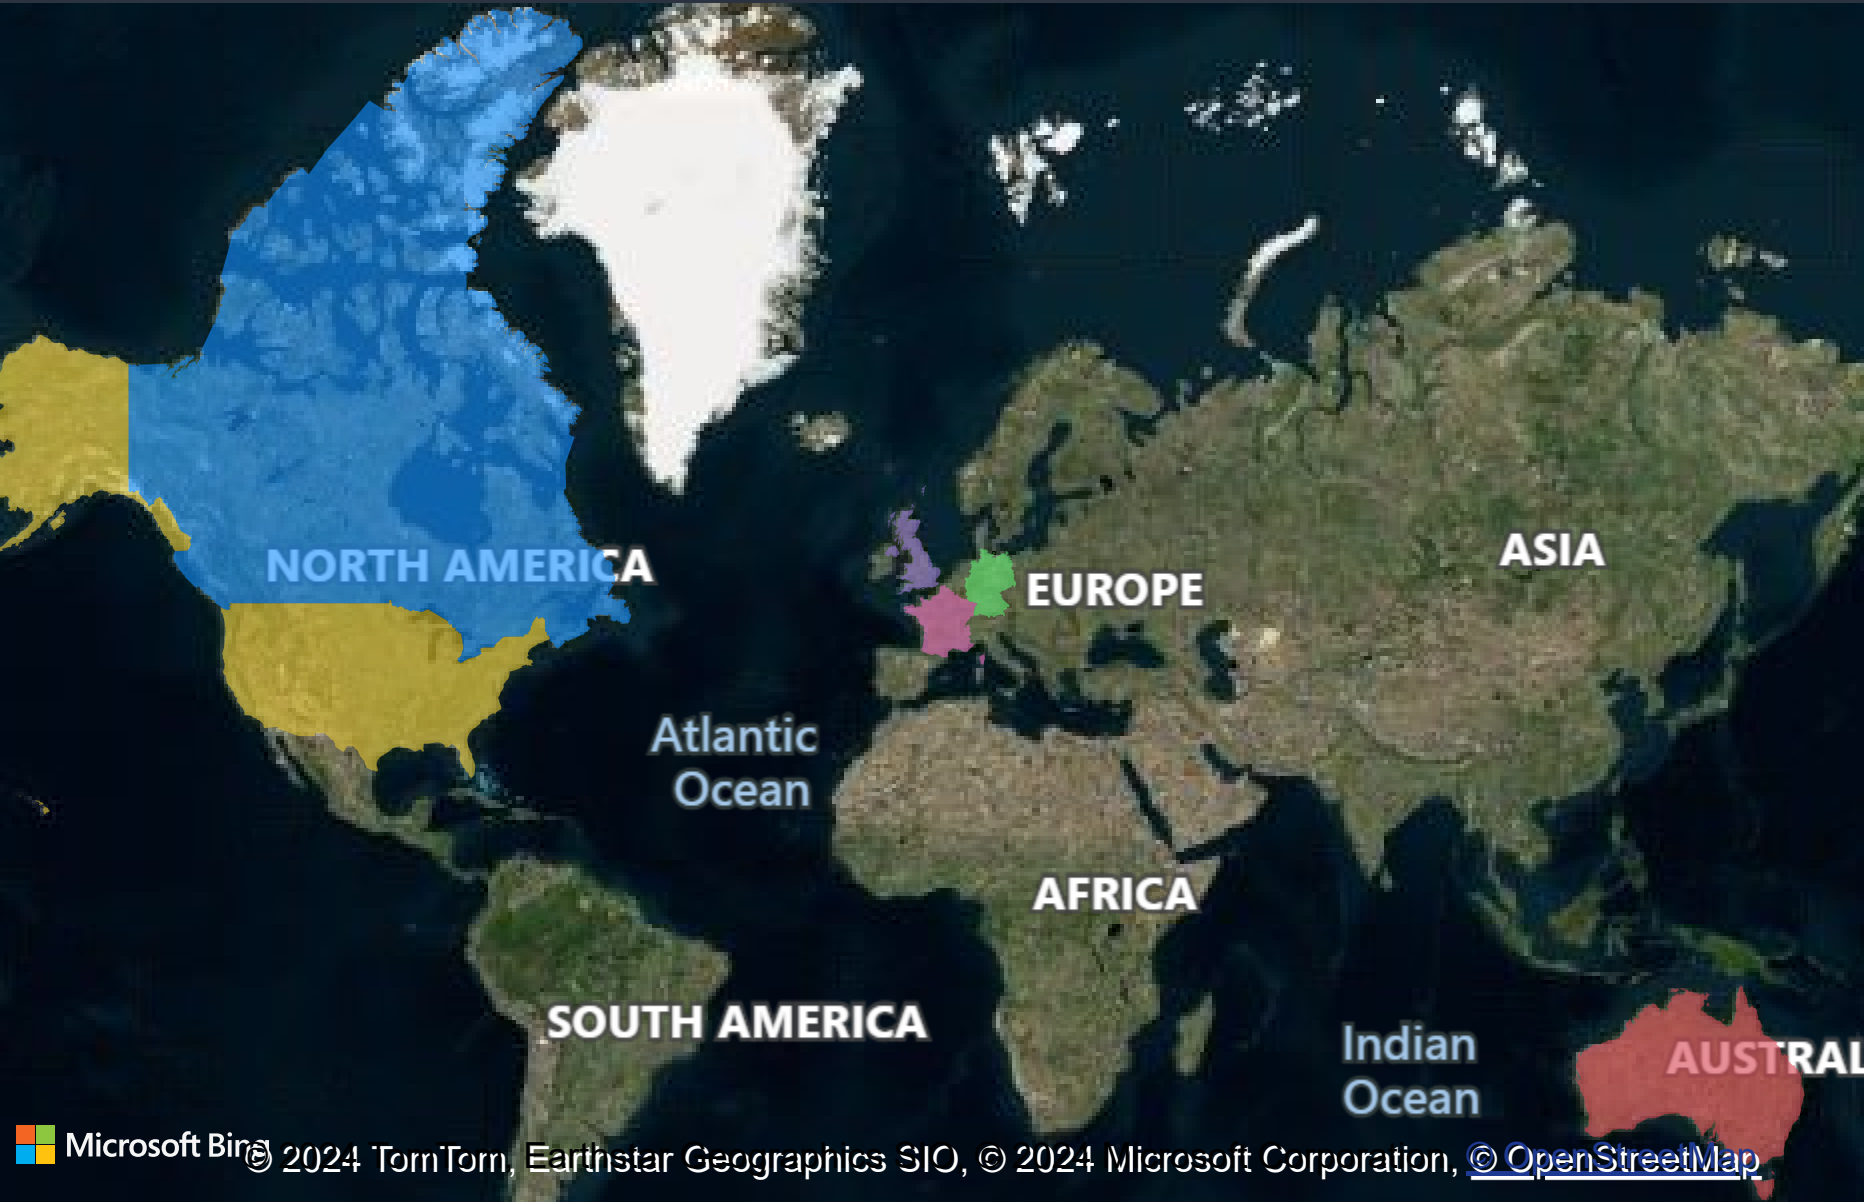 NORTH AMERICA
ASIA
EUROPE
Atlantic
Ocean
AFRICA
SOUTH AMERICA
Indian
Ocean
AUSTRAL
Microsoft Bing
© 2024 TomTom, Earthstar Geographics SIO, © 2024 Microsoft Corporation, © OpenStreetMap